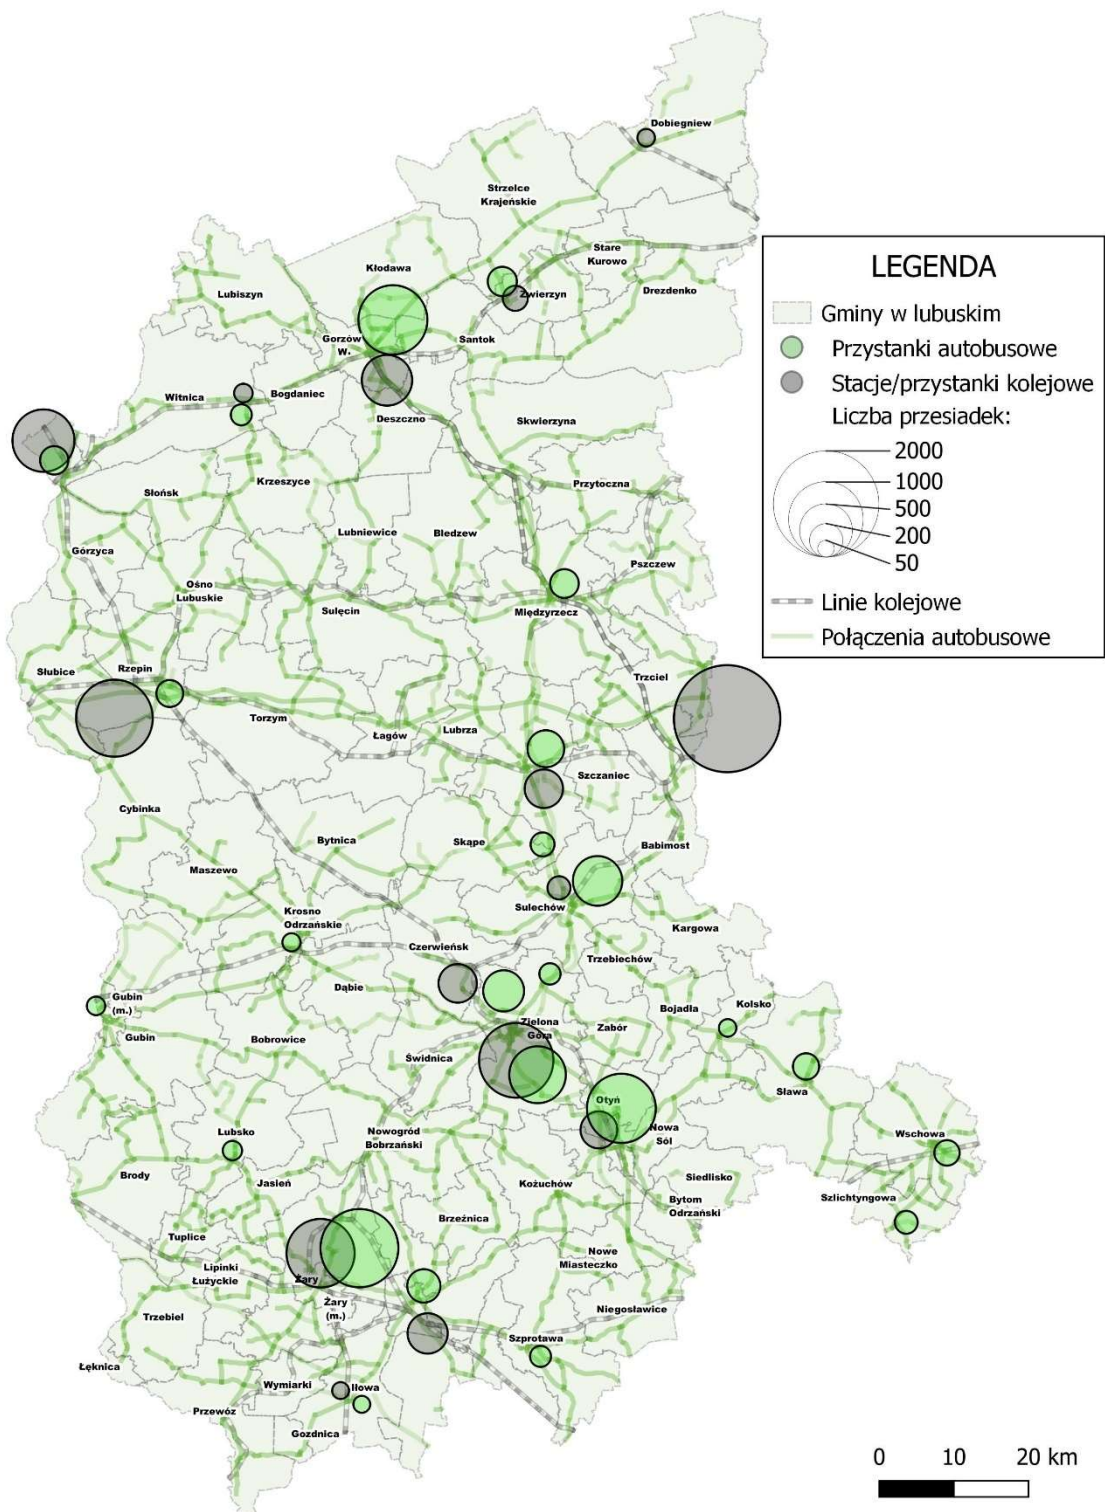 Dobiegniew
Strzelce
Krajeńskie
Stare
Kurowo
Kłodawa
Zwierzyn
Drezdenko
Lubiszyn
Gorzów
W.
Santok
Witnica
Bogdaniec
Deszczno
Skwierzyna
Słońsk
Krzeszyce
Przytoczna
Lubniewice
Bledzew
Górzyca
Pszczew
Ośno
Lubuskie
Sulęcin
Międzyrzecz
Słubice
Rzepin
Trzciel
Torzym
Łagów
Lubrza
Szczaniec
Cybinka
Bytnica
Skąpe
Babimost
Maszewo
Krosno
Odrzańskie
Sulechów
Kargowa
Czerwieńsk
Trzebiechów
Dąbie
Gubin
(m.)
Bojadła
Kolsko
Zielona
Góra
Zabór
Gubin
Bobrowice
Świdnica
Sława
Otyń
Nowa
Sól
Lubsko
Nowogród
Bobrzański
Wschowa
Brody
Jasień
Kożuchów
Siedlisko
Bytom
Odrzański
Szlichtyngowa
Brzeźnica
Tuplice
Nowe
Miasteczko
Lipinki
Łużyckie
Żary
Żary
(m.)
Niegosławice
Trzebiel
Szprotawa
Łęknica
Wymiarki
Iłowa
Przewóz
Gozdnica
LEGENDA
Gminy w lubuskim
Przystanki autobusowe
Stacje/przystanki kolejowe
Liczba przesiadek:
2000
1000
500
200
50
Linie kolejowe
Połączenia autobusowe
0 10 20 km